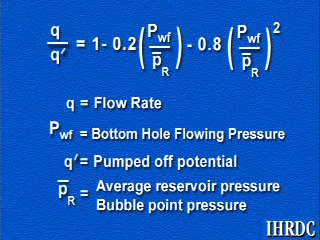 q/q′ = 1- 0.2 (Pwf/p̅R) - 0.8 (Pwf/p̅R)²
q = Flow Rate
Pwf = Bottom Hole Flowing Pressure
q′= Pumped off potential
p̅R = Average reservoir pressure
Bubble point pressure
IHRDC